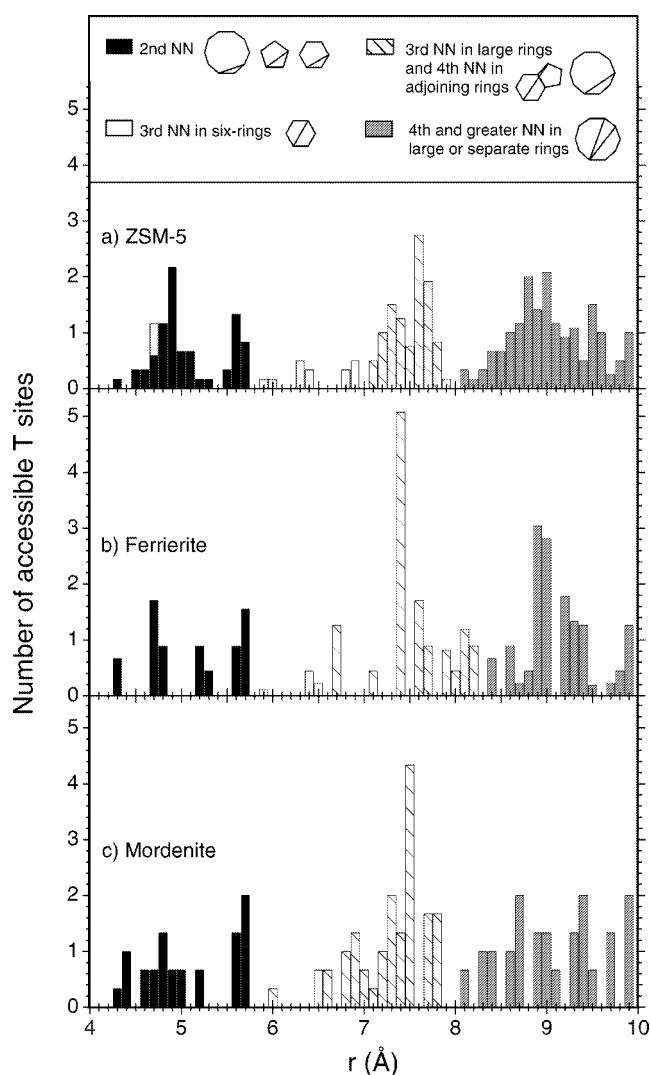 2nd NN
3rd NN in large rings
and 4th NN in
adjoining rings
3rd NN in six-rings
4th and greater NN in
large or separate rings
5
4
3
2
1
0
a) ZSM-5
5
4
3
2
1
0
b) Ferrierite
5
4
3
2
1
0
c) Mordenite
4 5 6 7 8 9 10
r (Å)
Number of accessible T sites